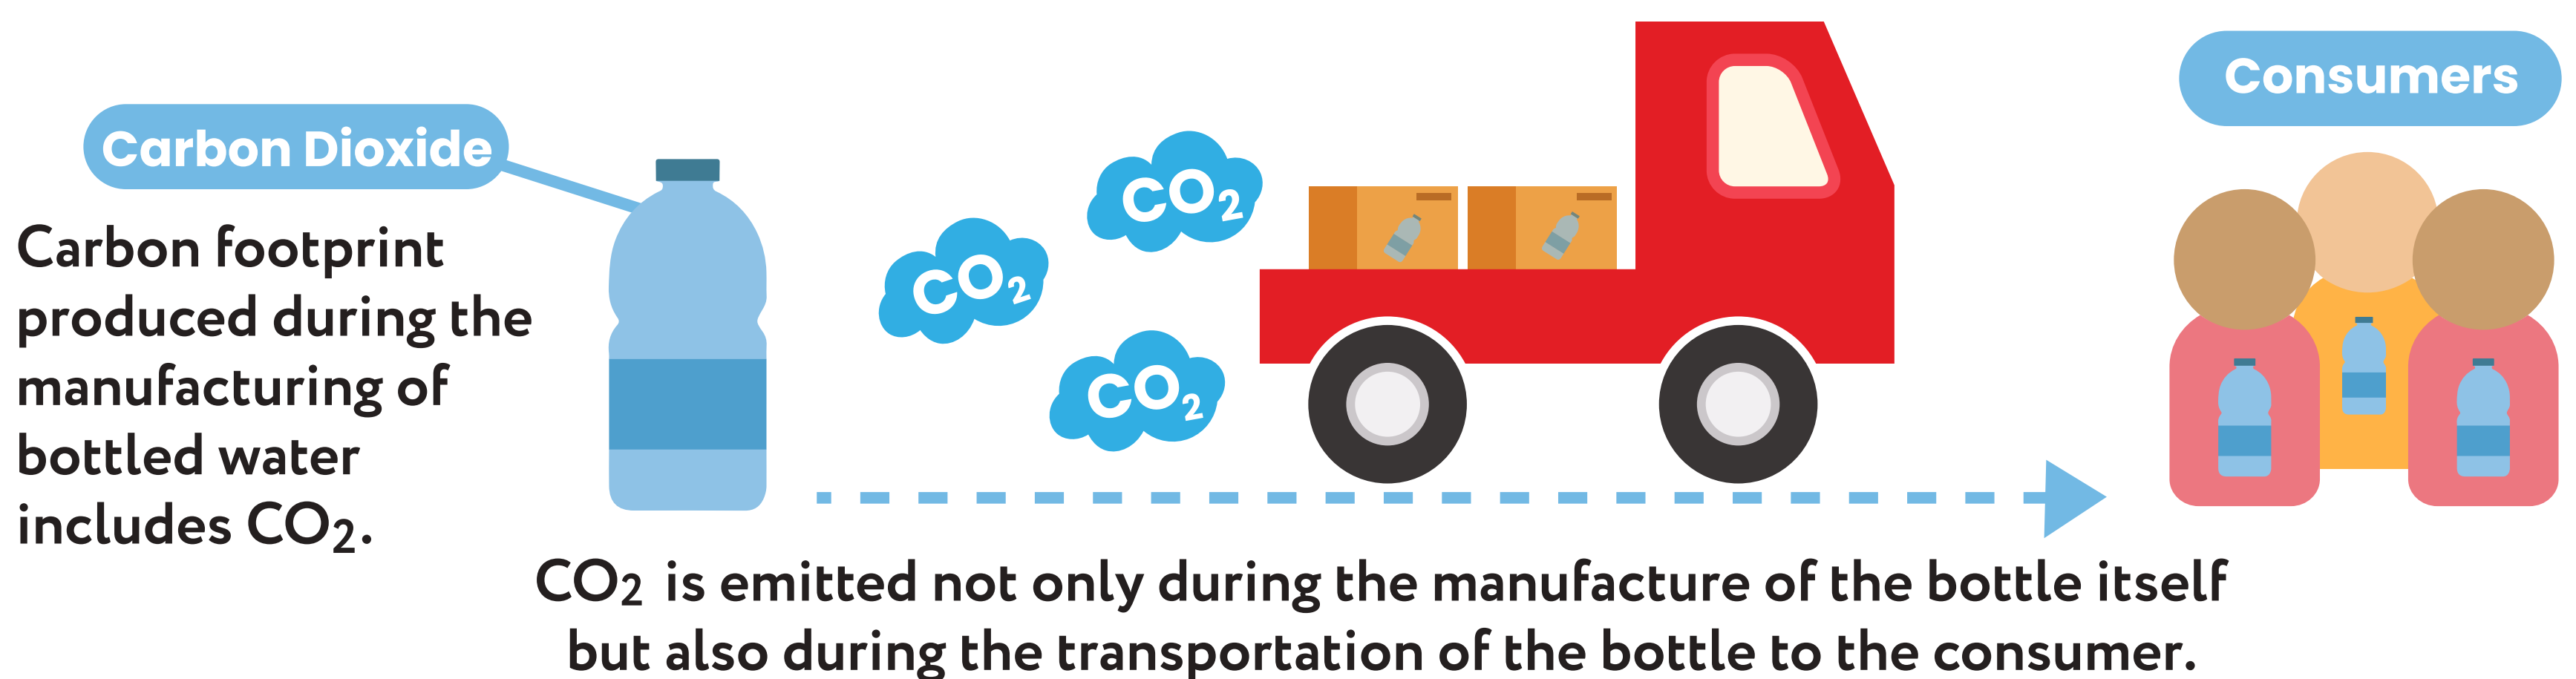 Carbon Dioxide
Carbon footprint
produced during the
manufacturing of
bottled water
includes CO₂.
CO₂
CO₂
CO₂
Consumers
CO₂ is emitted not only during the manufacture of the bottle itself
but also during the transportation of the bottle to the consumer.